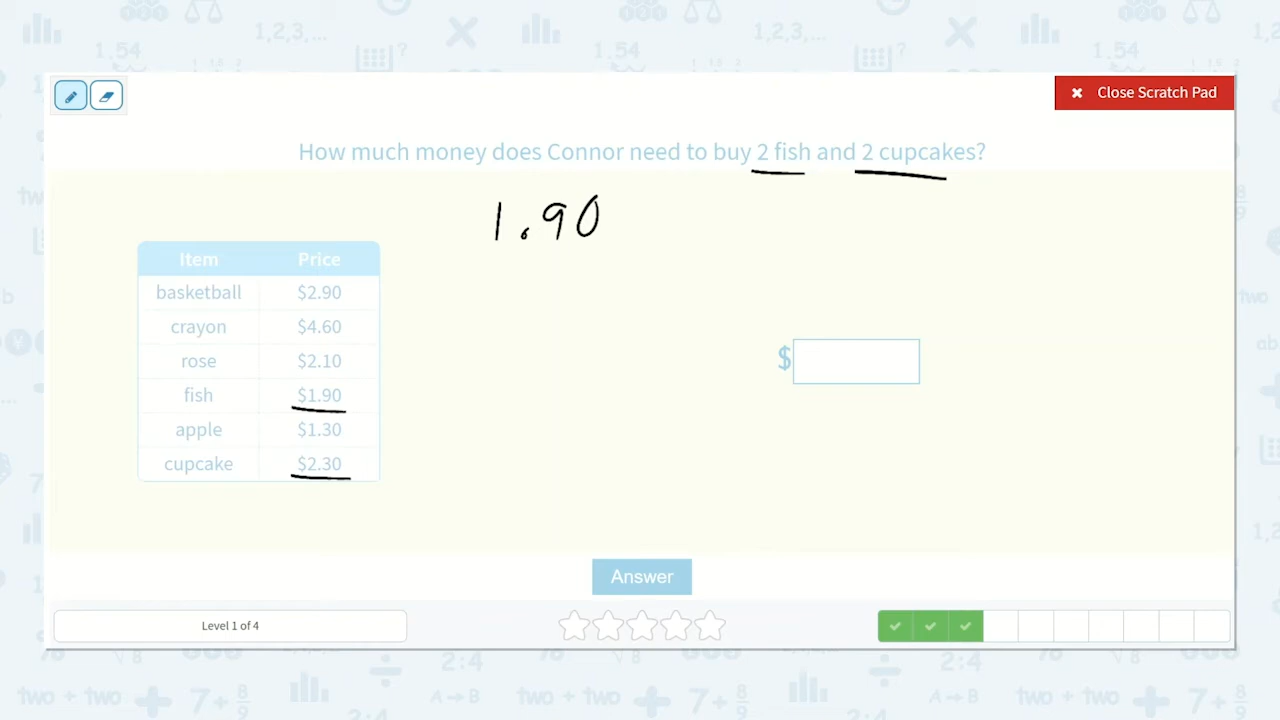 Close Scratch Pad
How much money does Connor need to buy 2 fish and 2 cupcakes?
1.90
Item Price
basketball $2.90
crayon $4.60
rose $2.10
fish $1.90
apple $1.30
cupcake $2.30
$
Answer
Level 1 of 4